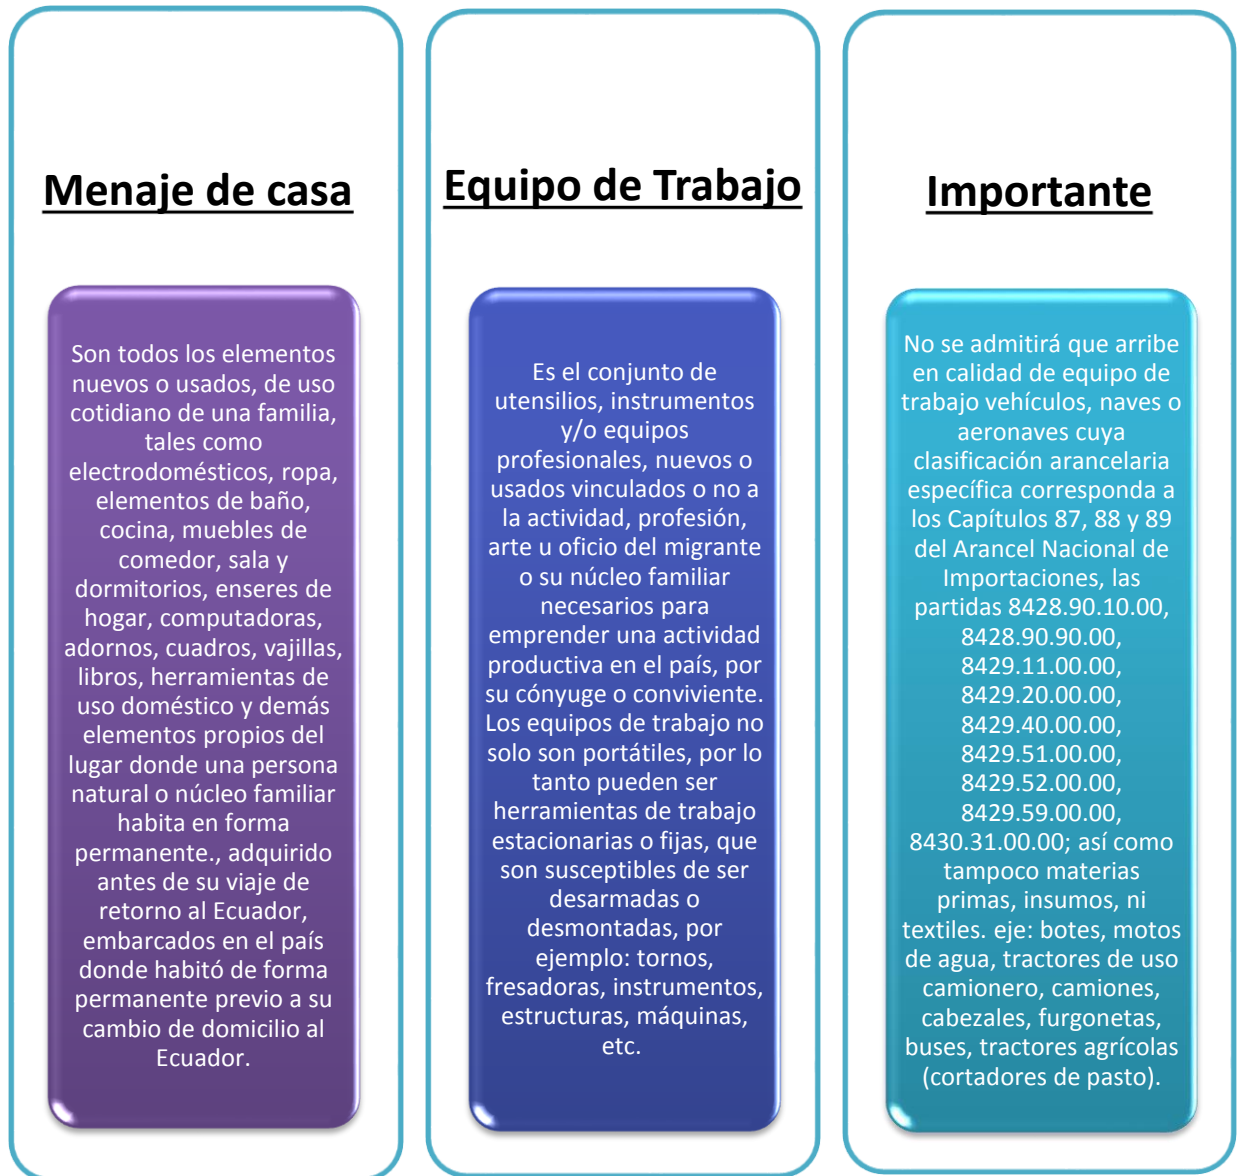 Menaje de casa
Son todos los elementos
nuevos o usados, de uso
cotidiano de una familia,
tales como
electrodomésticos, ropa,
elementos de baño,
cocina, muebles de
comedor, sala y
dormitorios, enseres de
hogar, computadoras,
adornos, cuadros, vajillas,
libros, herramientas de
uso doméstico y demás
elementos propios del
lugar donde una persona
natural o núcleo familiar
habita en forma
permanente., adquirido
antes de su viaje de
retorno al Ecuador,
embarcados en el país
donde habitó de forma
permanente previo a su
cambio de domicilio al
Ecuador.
Equipo de Trabajo
Es el conjunto de
utensilios, instrumentos
y/o equipos
profesionales, nuevos o
usados vinculados o no a
la actividad, profesión,
arte u oficio del migrante
o su núcleo familiar
necesarios para
emprender una actividad
productiva en el país, por
su cónyuge o conviviente.
Los equipos de trabajo no
solo son portátiles, por lo
tanto pueden ser
herramientas de trabajo
estacionarias o fijas, que
son susceptibles de ser
desarmadas o
desmontadas, por
ejemplo: tornos,
fresadoras, instrumentos,
estructuras, máquinas,
etc.
Importante
No se admitirá que arribe
en calidad de equipo de
trabajo vehículos, naves o
aeronaves cuya
clasificación arancelaria
específica corresponda a
los Capítulos 87, 88 y 89
del Arancel Nacional de
Importaciones, las
partidas 8428.90.10.00,
8428.90.90.00,
8429.11.00.00,
8429.20.00.00,
8429.40.00.00,
8429.51.00.00,
8429.52.00.00,
8429.59.00.00,
8430.31.00.00; así como
tampoco materias
primas, insumos, ni
textiles. eje: botes, motos
de agua, tractores de uso
camionero, camiones,
cabezales, furgonetas,
buses, tractores agrícolas
(cortadores de pasto).